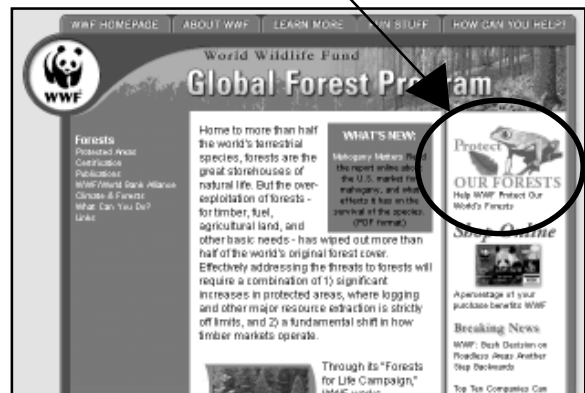 WWF HOMEPAGE
ABOUT WWF
LEARN MORE
FUN STUFF
HOW CAN YOU HELP?
WWF
World Wildlife Fund
Global Forest Program
Forests
Protected Areas
Certification
Publications
WWF/World Bank Alliance
Climate & Forests
What Can You Do?
Links
Home to more than half
the world's terrestrial
species, forests are the
great storehouses of
natural life. But the over-
exploitation of forests -
for timber, fuel,
agricultural land, and
other basic needs - has wiped out more than
half of the world's original forest cover.
Effectively addressing the threats to forests will
require a combination of 1) significant
increases in protected areas, where logging
and other major resource extraction is strictly
off limits, and 2) a fundamental shift in how
timber markets operate.
Through its "Forests
for Life Campaign,"
WWF works
WHAT'S NEW:
Mahogany Matters Read
the report online about
the U.S. market for
mahogany, and what
effects it has on the
survival of the species.
(PDF format)
Protect
OUR FORESTS
Help WWF Protect Our
World's Forests
Shop Online
A percentage of your
purchase benefits WWF
Breaking News
WWF: Bush Decision on
Roadless Areas Another
Step Backwards
Top Ten Companies Can